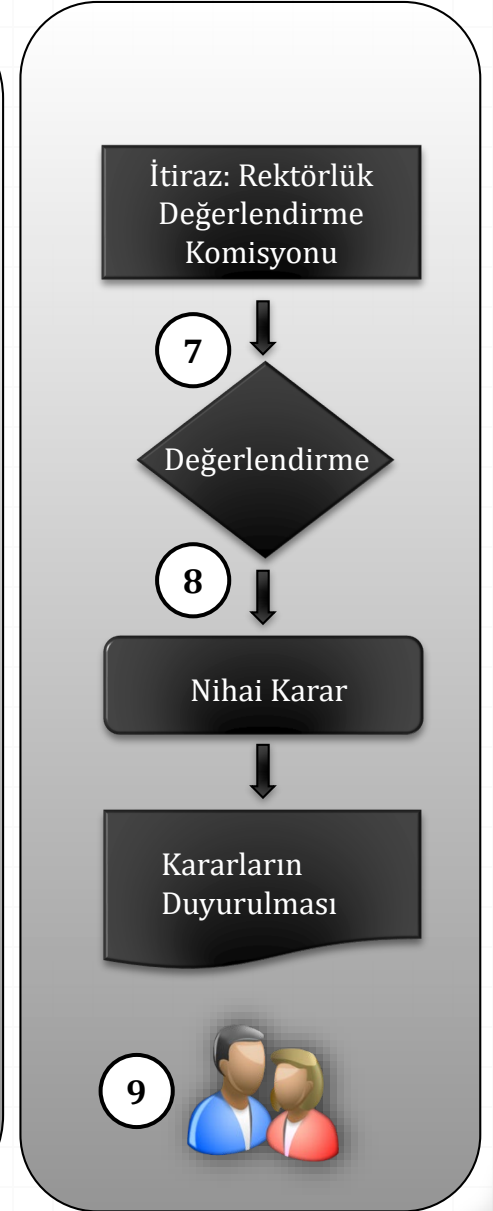 İtiraz: Rektörlük
Değerlendirme
Komisyonu
7
Değerlendirme
8
Nihai Karar
Kararların
Duyurulması
9